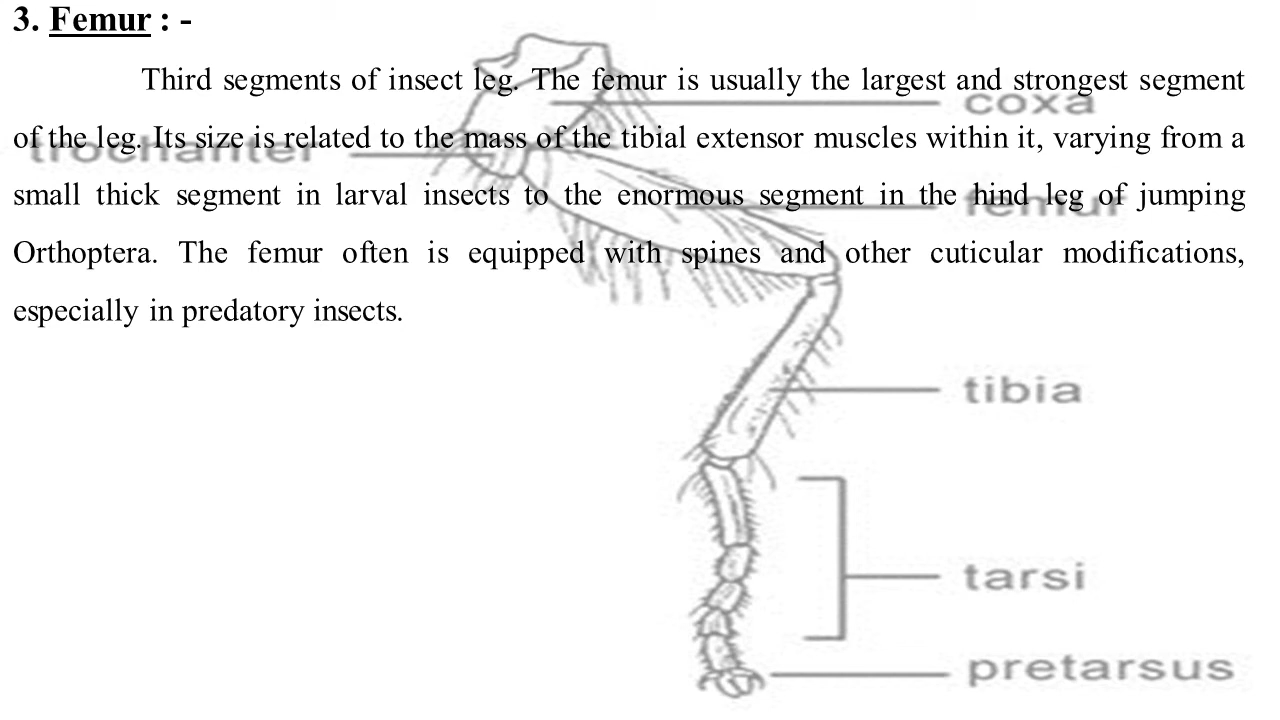 3. Femur : -
Third segments of insect leg. The femur is usually the largest and strongest segment
of the leg. Its size is related to the mass of the tibial extensor muscles within it, varying from a
small thick segment in larval insects to the enormous segment in the hind leg of jumping
Orthoptera. The femur often is equipped with spines and other cuticular modifications,
especially in predatory insects.
coxa
trochanter
femur
tibia
tarsi
pretarsus